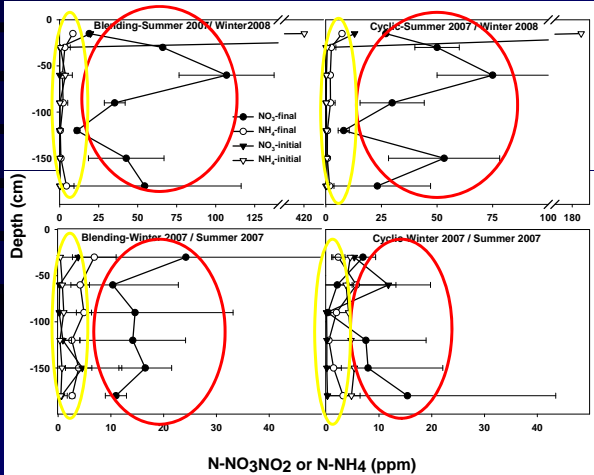 Blending-Summer 2007/ Winter2008
Cyclic-Summer 2007 / Winter 2008
0
-50
-100
-150
0 25 50 75 100 125 420
0 25 50 75 100 180
NO3-final
NH4-final
NO3-initial
NH4-initial
Depth (cm)
Blending-Winter 2007 / Summer 2007
Cyclic-Winter 2007 / Summer 2007
0
-50
-100
-150
0 10 20 30 40
0 10 20 30 40
N-NO3NO2 or N-NH4 (ppm)